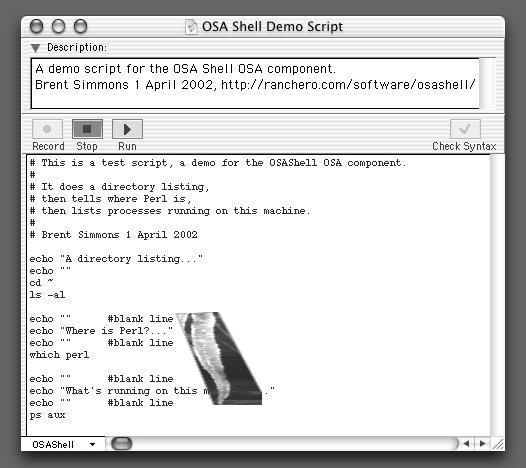 OSA Shell Demo Script
Description:
A demo script for the OSA Shell OSA component.
Brent Simmons 1 April 2002, http://ranchero.com/software/osashell/
Record Stop Run Check Syntax
# This is a test script, a demo for the OSAShell OSA component.
#
# It does a directory listing,
# then tells where Perl is,
# then lists processes running on this machine.
#
# Brent Simmons 1 April 2002
echo "A directory listing..."
echo ""
cd ~
ls -al
echo "" #blank line
echo "Where is Perl?..."
echo "" #blank line
which perl
echo "" #blank line
echo "What's running on this ."
echo "" #blank line
ps aux
OSAShell